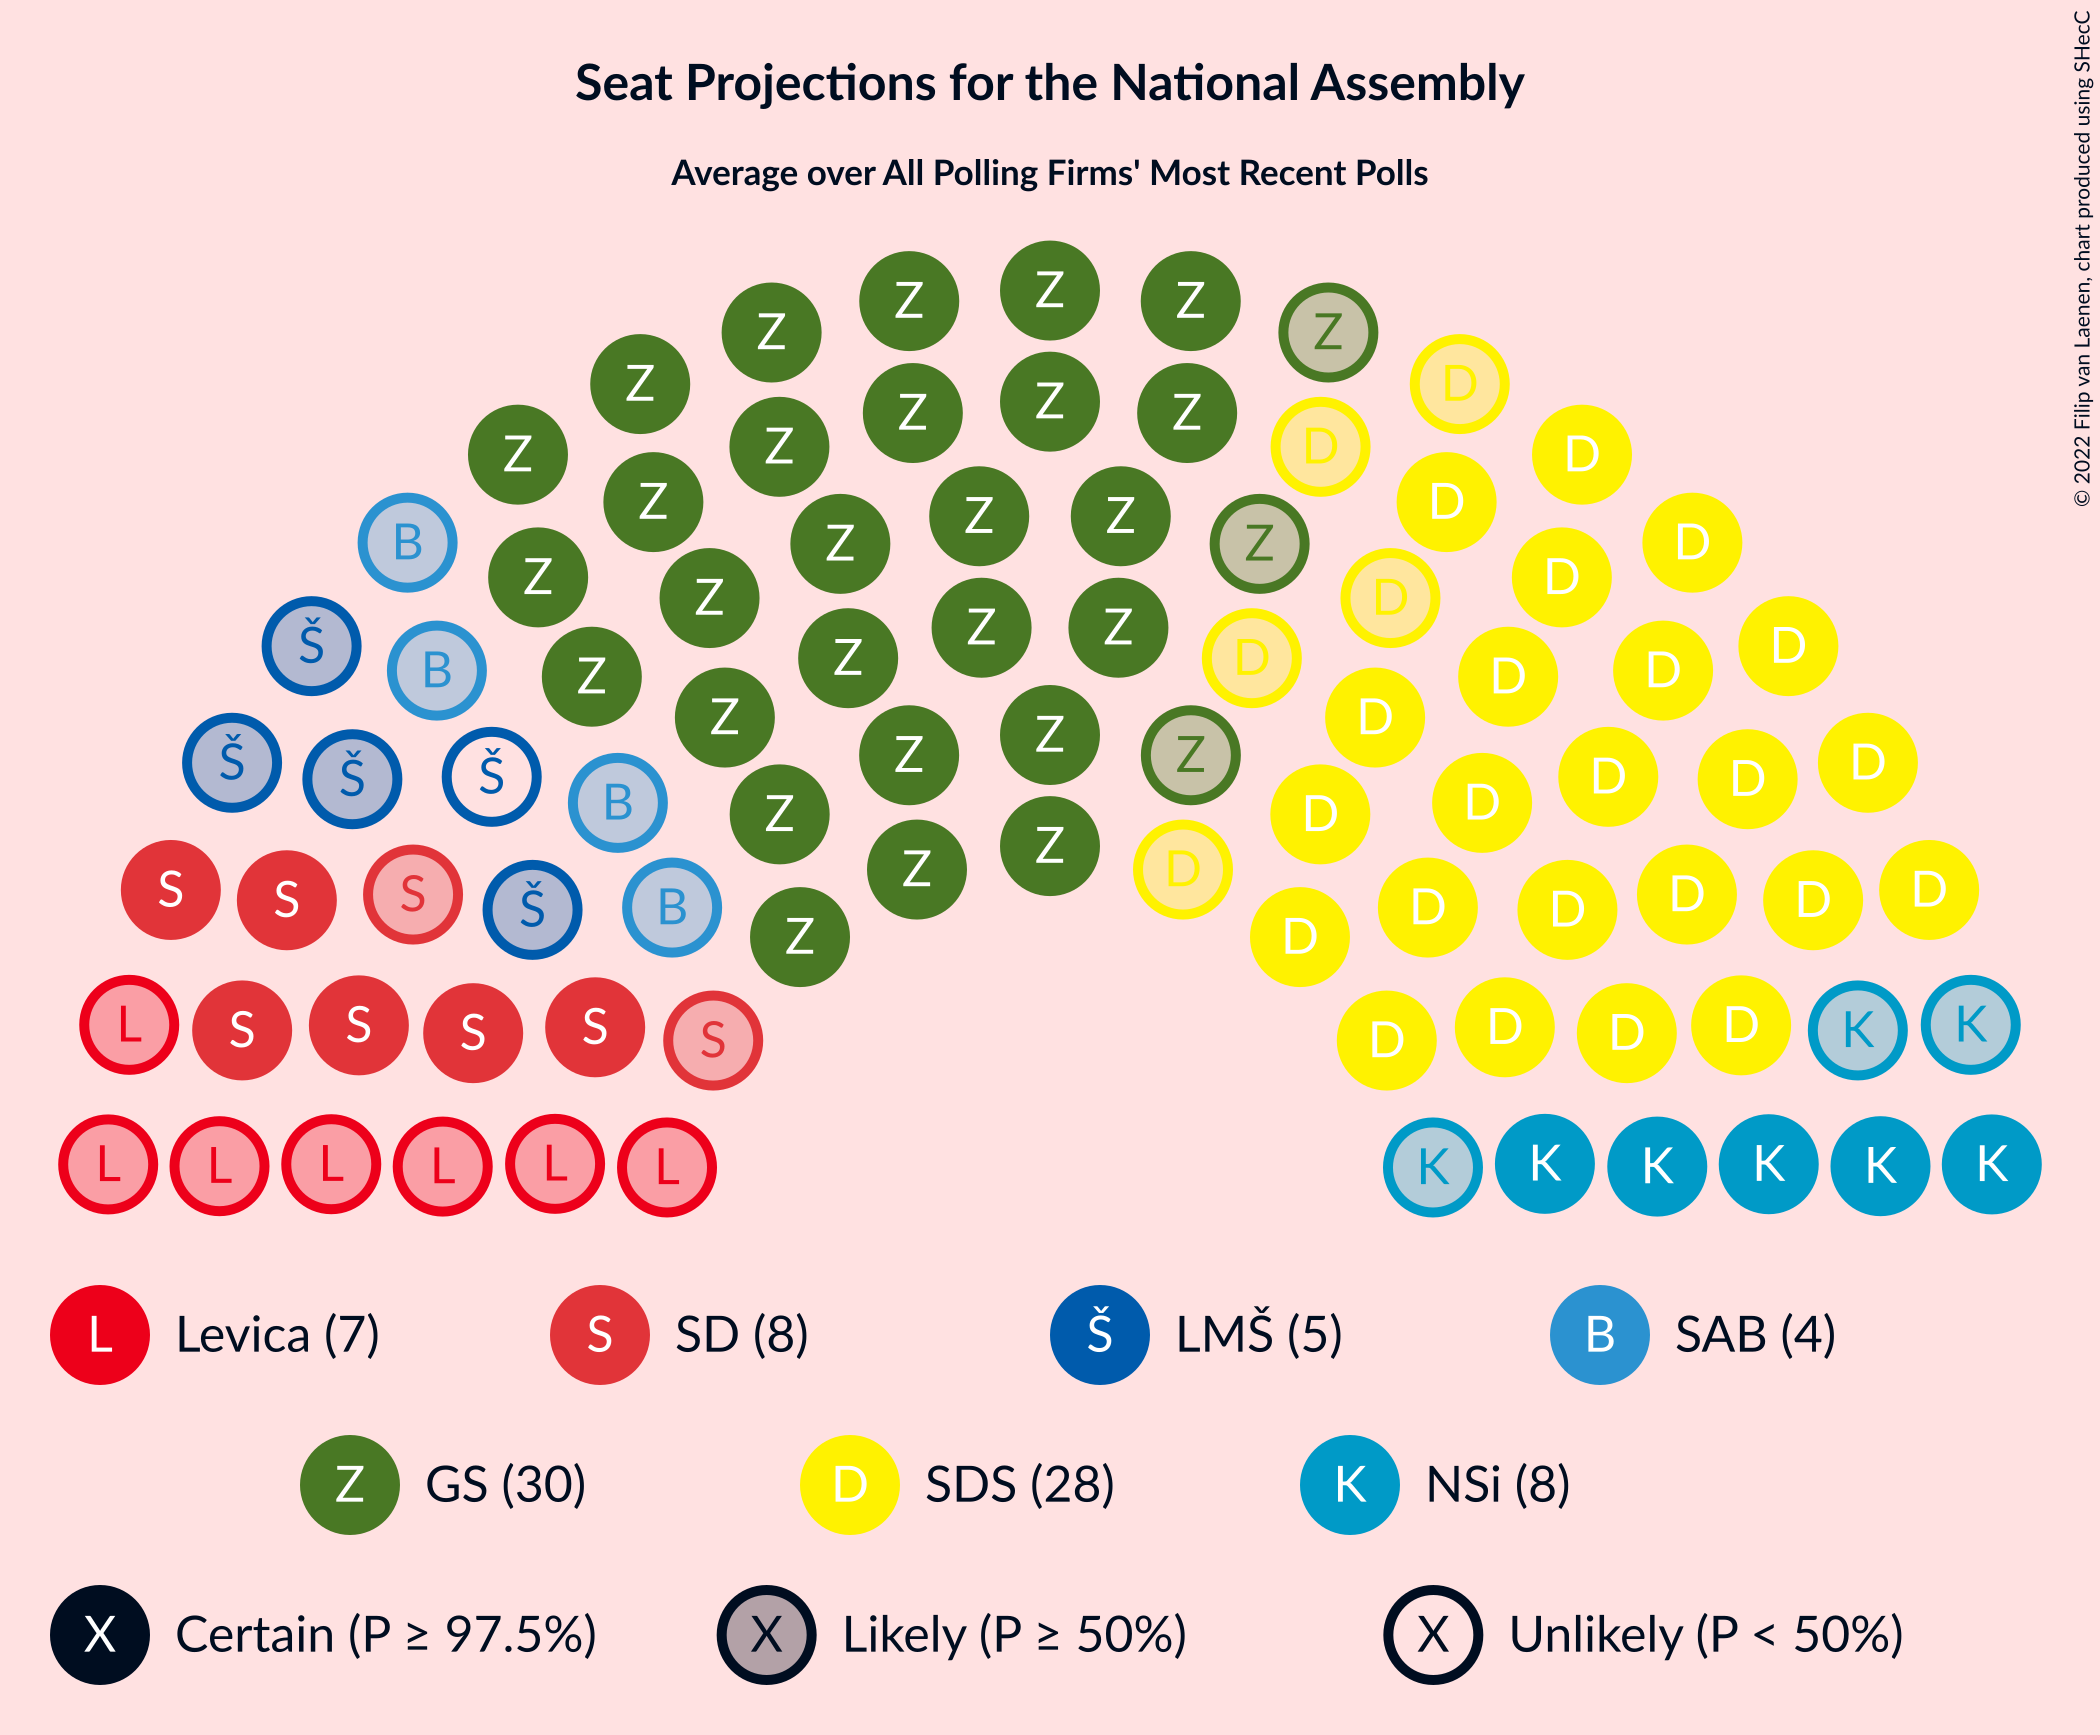 Seat Projections for the National Assembly
Average over All Polling Firms' Most Recent Polls
© 2022 Filip van Laenen, chart produced using SHecC
Z Z Z
Z Z
Z D
Z Z Z
Z D
Z D
Z D
Z Z
Z Z
B D
Z D
Z D
Z Z
Š D
Z Z
B D
Z D
Z D
Z Z Z
Š D
Š Š D D
B D
Z D
Z Z D
S S S D D D
Š B D D
Z D
L S S S S S D D D D K K
L L L L L L K K K K K K
L Levica (7) S SD (8) Š LMŠ (5) B SAB (4)
Z GS (30) D SDS (28) K NSi (8)
X Certain (P ≥ 97.5%) X Likely (P ≥ 50%) X Unlikely (P < 50%)